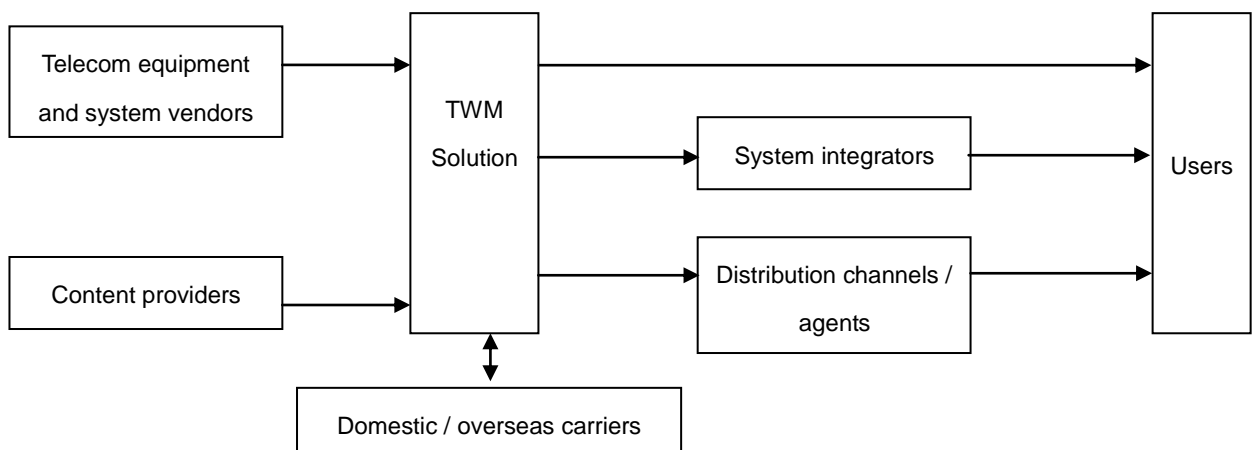 Telecom equipment
and system vendors
TWM
Solution
System integrators
Users
Content providers
Distribution channels /
agents
Domestic / overseas carriers